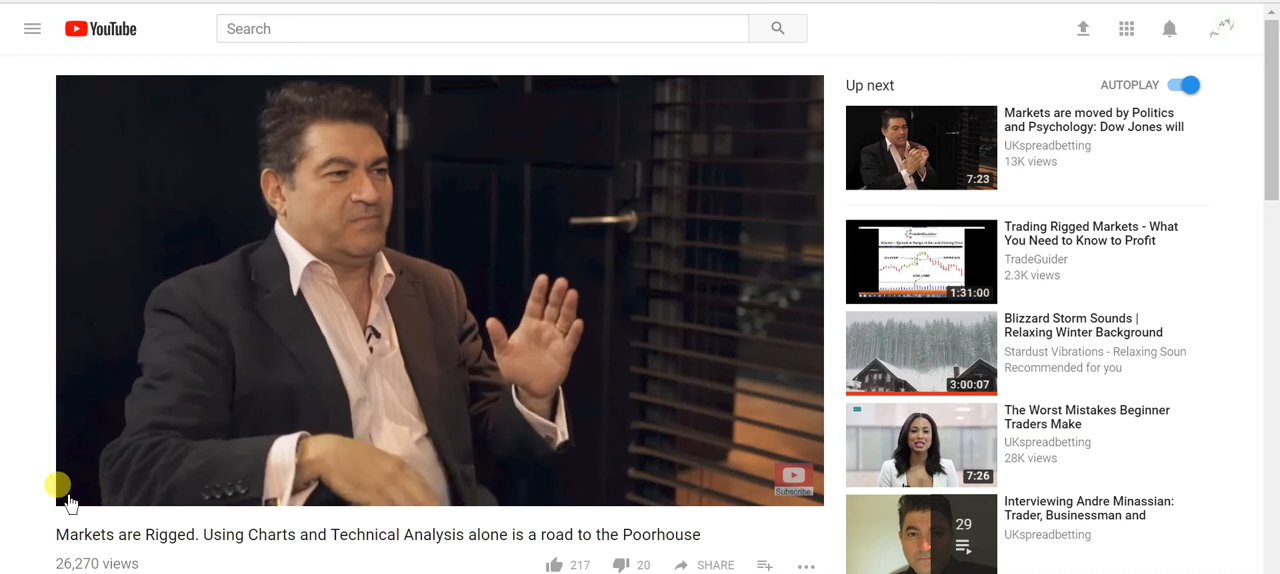 YouTube
Search
Up next
AUTOPLAY
Markets are moved by Politics
and Psychology: Dow Jones will
UKspreadbetting
13K views
7:23
Trading Rigged Markets - What
You Need to Know to Profit
TradeGuider
2.3K views
1:31:00
Blizzard Storm Sounds |
Relaxing Winter Background
Stardust Vibrations - Relaxing Soun
Recommended for you
3:00:07
The Worst Mistakes Beginner
Traders Make
UKspreadbetting
28K views
7:26
Interviewing Andre Minassian:
Trader, Businessman and
UKspreadbetting
29
Subscribe
Markets are Rigged. Using Charts and Technical Analysis alone is a road to the Poorhouse
26,270 views
217
20
SHARE